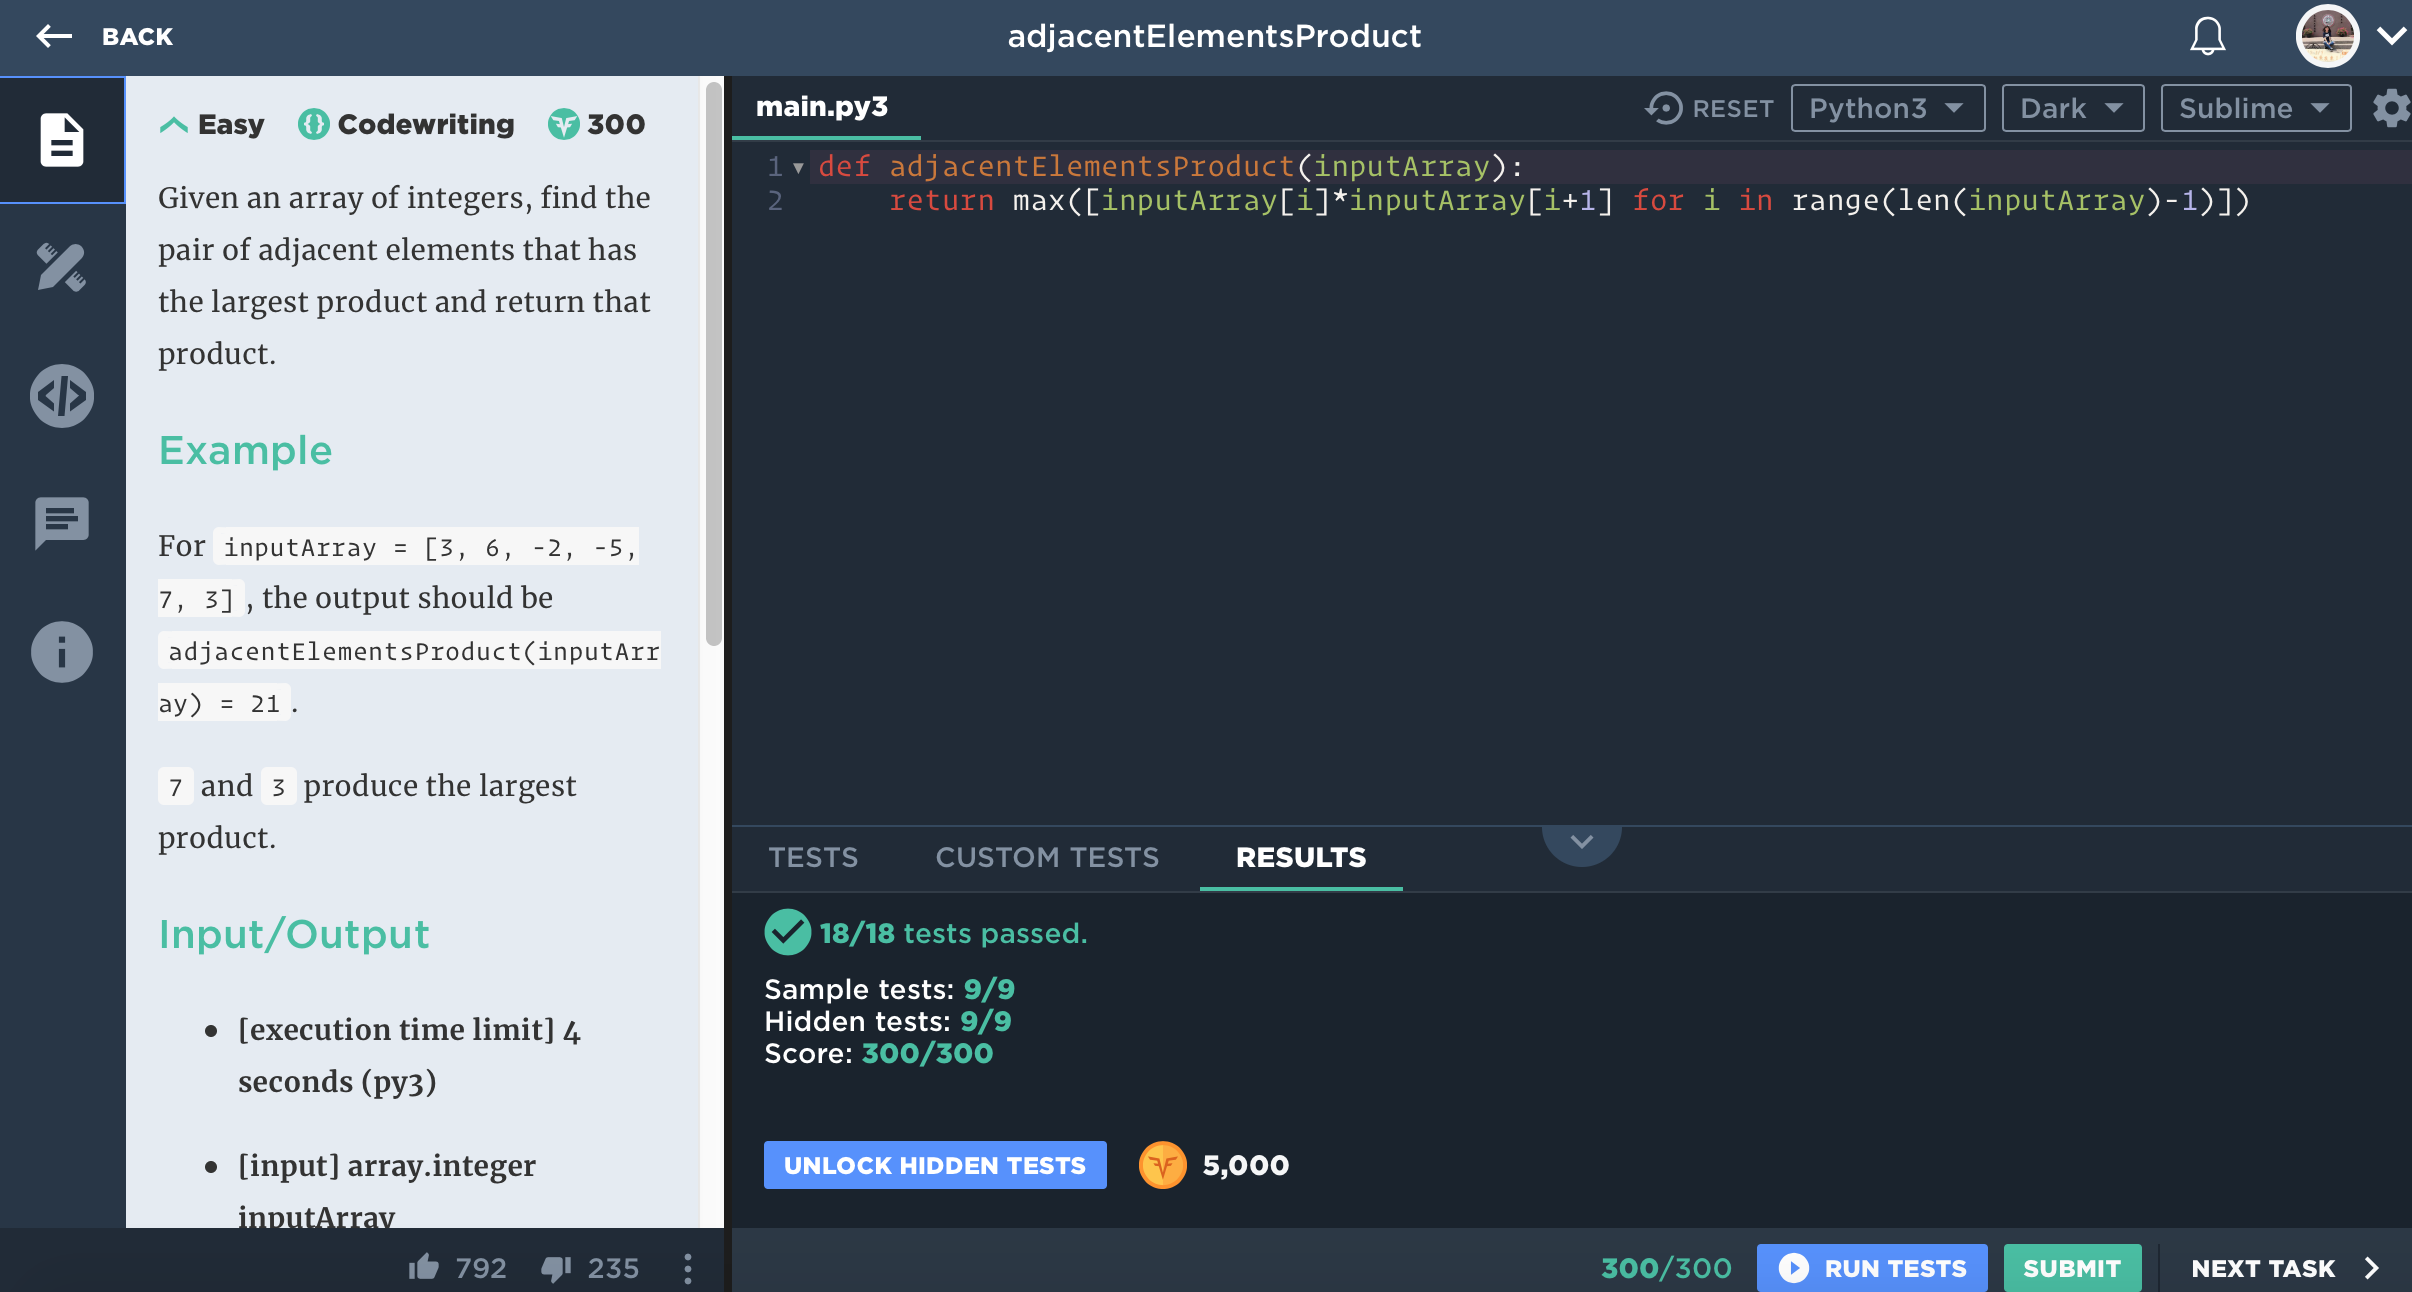 BACK
adjacentElementsProduct
Easy Codewriting 300
Given an array of integers, find the
pair of adjacent elements that has
the largest product and return that
product.
Example
For inputArray = [3, 6, -2, -5,
7, 3], the output should be
adjacentElementsProduct(inputArr
ay) = 21.
7 and 3 produce the largest
product.
Input/Output
• [execution time limit] 4
seconds (py3)
• [input] array.integer
inputArray
792 235
main.py3
RESET Python3 Dark Sublime
1 def adjacentElementsProduct(inputArray):
2 return max([inputArray[i]*inputArray[i+1] for i in range(len(inputArray)-1)])
TESTS CUSTOM TESTS RESULTS
18/18 tests passed.
Sample tests: 9/9
Hidden tests: 9/9
Score: 300/300
UNLOCK HIDDEN TESTS 5,000
300/300 RUN TESTS SUBMIT NEXT TASK